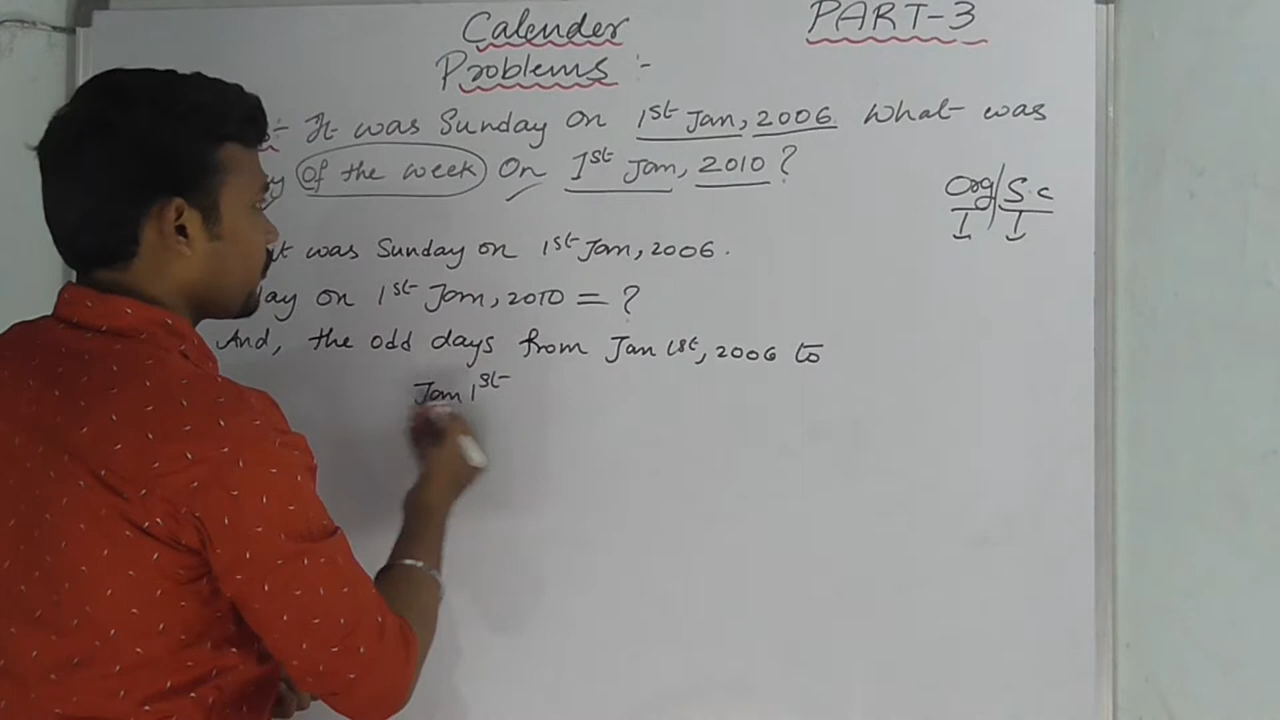 Calender
PART-3
Problems :-
:- It was Sunday on 1st Jan, 2006. What was
of the week on 1st Jan, 2010?
Org/S.c
I I
it was Sunday on 1st Jan, 2006.
on 1st Jan, 2010 = ?
And, the odd days from Jan 1st, 2006 to
Jan 1st